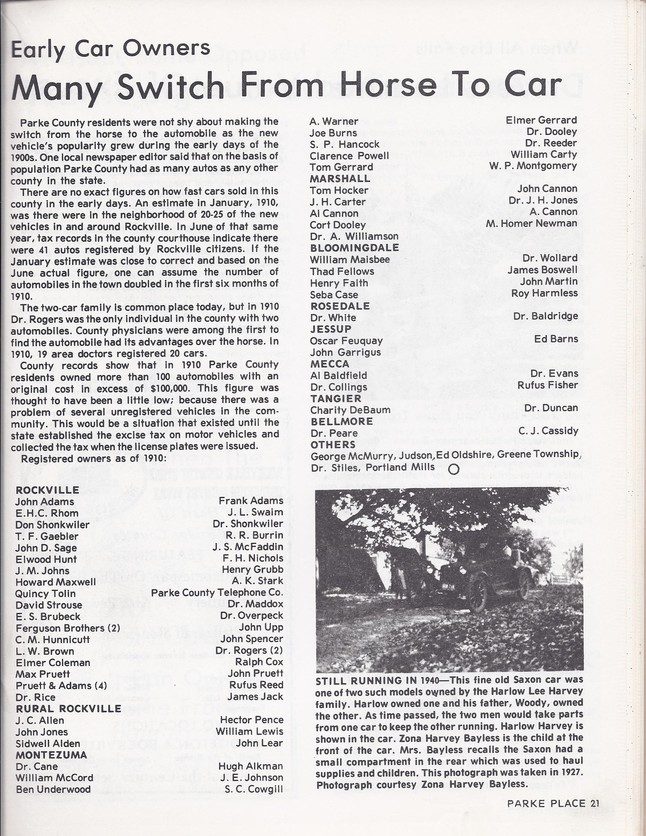 Early Car Owners
Many Switch From Horse To Car
Parke County residents were not shy about making the
switch from the horse to the automobile as the new
vehicle's popularity grew during the early days of the
1900s. One local newspaper editor said that on the basis of
population Parke County had as many autos as any other
county in the state.
There are no exact figures on how fast cars sold in this
county in the early days. An estimate in January, 1910,
was there were in the neighborhood of 20-25 of the new
vehicles in and around Rockville. In June of that same
year, tax records in the county courthouse indicate there
were 41 autos registered by Rockville citizens. If the
January estimate was close to correct and based on the
June actual figure, one can assume the number of
automobiles in the town doubled in the first six months of
1910.
The two-car family is common place today, but in 1910
Dr. Rogers was the only individual in the county with two
automobiles. County physicians were among the first to
find the automobile had its advantages over the horse. In
1910, 19 area doctors registered 20 cars.
County records show that in 1910 Parke County
residents owned more than 100 automobiles with an
original cost in excess of $100,000. This figure was
thought to have been a little low; because there was a
problem of several unregistered vehicles in the com-
munity. This would be a situation that existed until the
state established the excise tax on motor vehicles and
collected the tax when the license plates were issued.
Registered owners as of 1910:
ROCKVILLE
John Adams Frank Adams
E.H.C. Rhom J. L. Swaim
Don Shonkwiler Dr. Shonkwiler
T. F. Gaebler R. R. Burrin
John D. Sage J. S. McFaddin
Elwood Hunt F. H. Nichols
J. M. Johns Henry Grubb
Howard Maxwell A. K. Stark
Quincy Tolin Parke County Telephone Co.
David Strouse Dr. Maddox
E. S. Brubeck Dr. Overpeck
Ferguson Brothers (2) John Upp
C. M. Hunnicutt John Spencer
L. W. Brown Dr. Rogers (2)
Elmer Coleman Ralph Cox
Max Pruett John Pruett
Pruett & Adams (4) Rufus Reed
Dr. Rice James Jack
RURAL ROCKVILLE
J. C. Allen Hector Pence
John Jones William Lewis
Sidwell Alden John Lear
MONTEZUMA
Dr. Cane Hugh Alkman
William McCord J. E. Johnson
Ben Underwood S. C. Cowgill
A. Warner Elmer Gerrard
Joe Burns Dr. Dooley
S. P. Hancock Dr. Reeder
Clarence Powell William Carty
Tom Gerrard W. P. Montgomery
MARSHALL
Tom Hocker John Cannon
J. H. Carter Dr. J. H. Jones
Al Cannon A. Cannon
Cort Dooley M. Homer Newman
Dr. A. Williamson
BLOOMINGDALE
William Maisbee Dr. Wollard
Thad Fellows James Boswell
Henry Faith John Martin
Seba Case Roy Harmless
ROSEDALE
Dr. White Dr. Baldridge
JESSUP
Oscar Feuquay Ed Barns
John Garrigus
MECCA
Al Baldfield Dr. Evans
Dr. Collings Rufus Fisher
TANGIER
Charity DeBaum Dr. Duncan
BELLMORE
Dr. Peare C. J. Cassidy
OTHERS
George McMurry, Judson, Ed Oldshire, Greene Township,
Dr. Stiles, Portland Mills
STILL RUNNING IN 1940—This fine old Saxon car was
one of two such models owned by the Harlow Lee Harvey
family. Harlow owned one and his father, Woody, owned
the other. As time passed, the two men would take parts
from one car to keep the other running. Harlow Harvey is
shown in the car. Zona Harvey Bayless is the child at the
front of the car. Mrs. Bayless recalls the Saxon had a
small compartment in the rear which was used to haul
supplies and children. This photograph was taken in 1927.
Photograph courtesy Zona Harvey Bayless.
PARKE PLACE 21